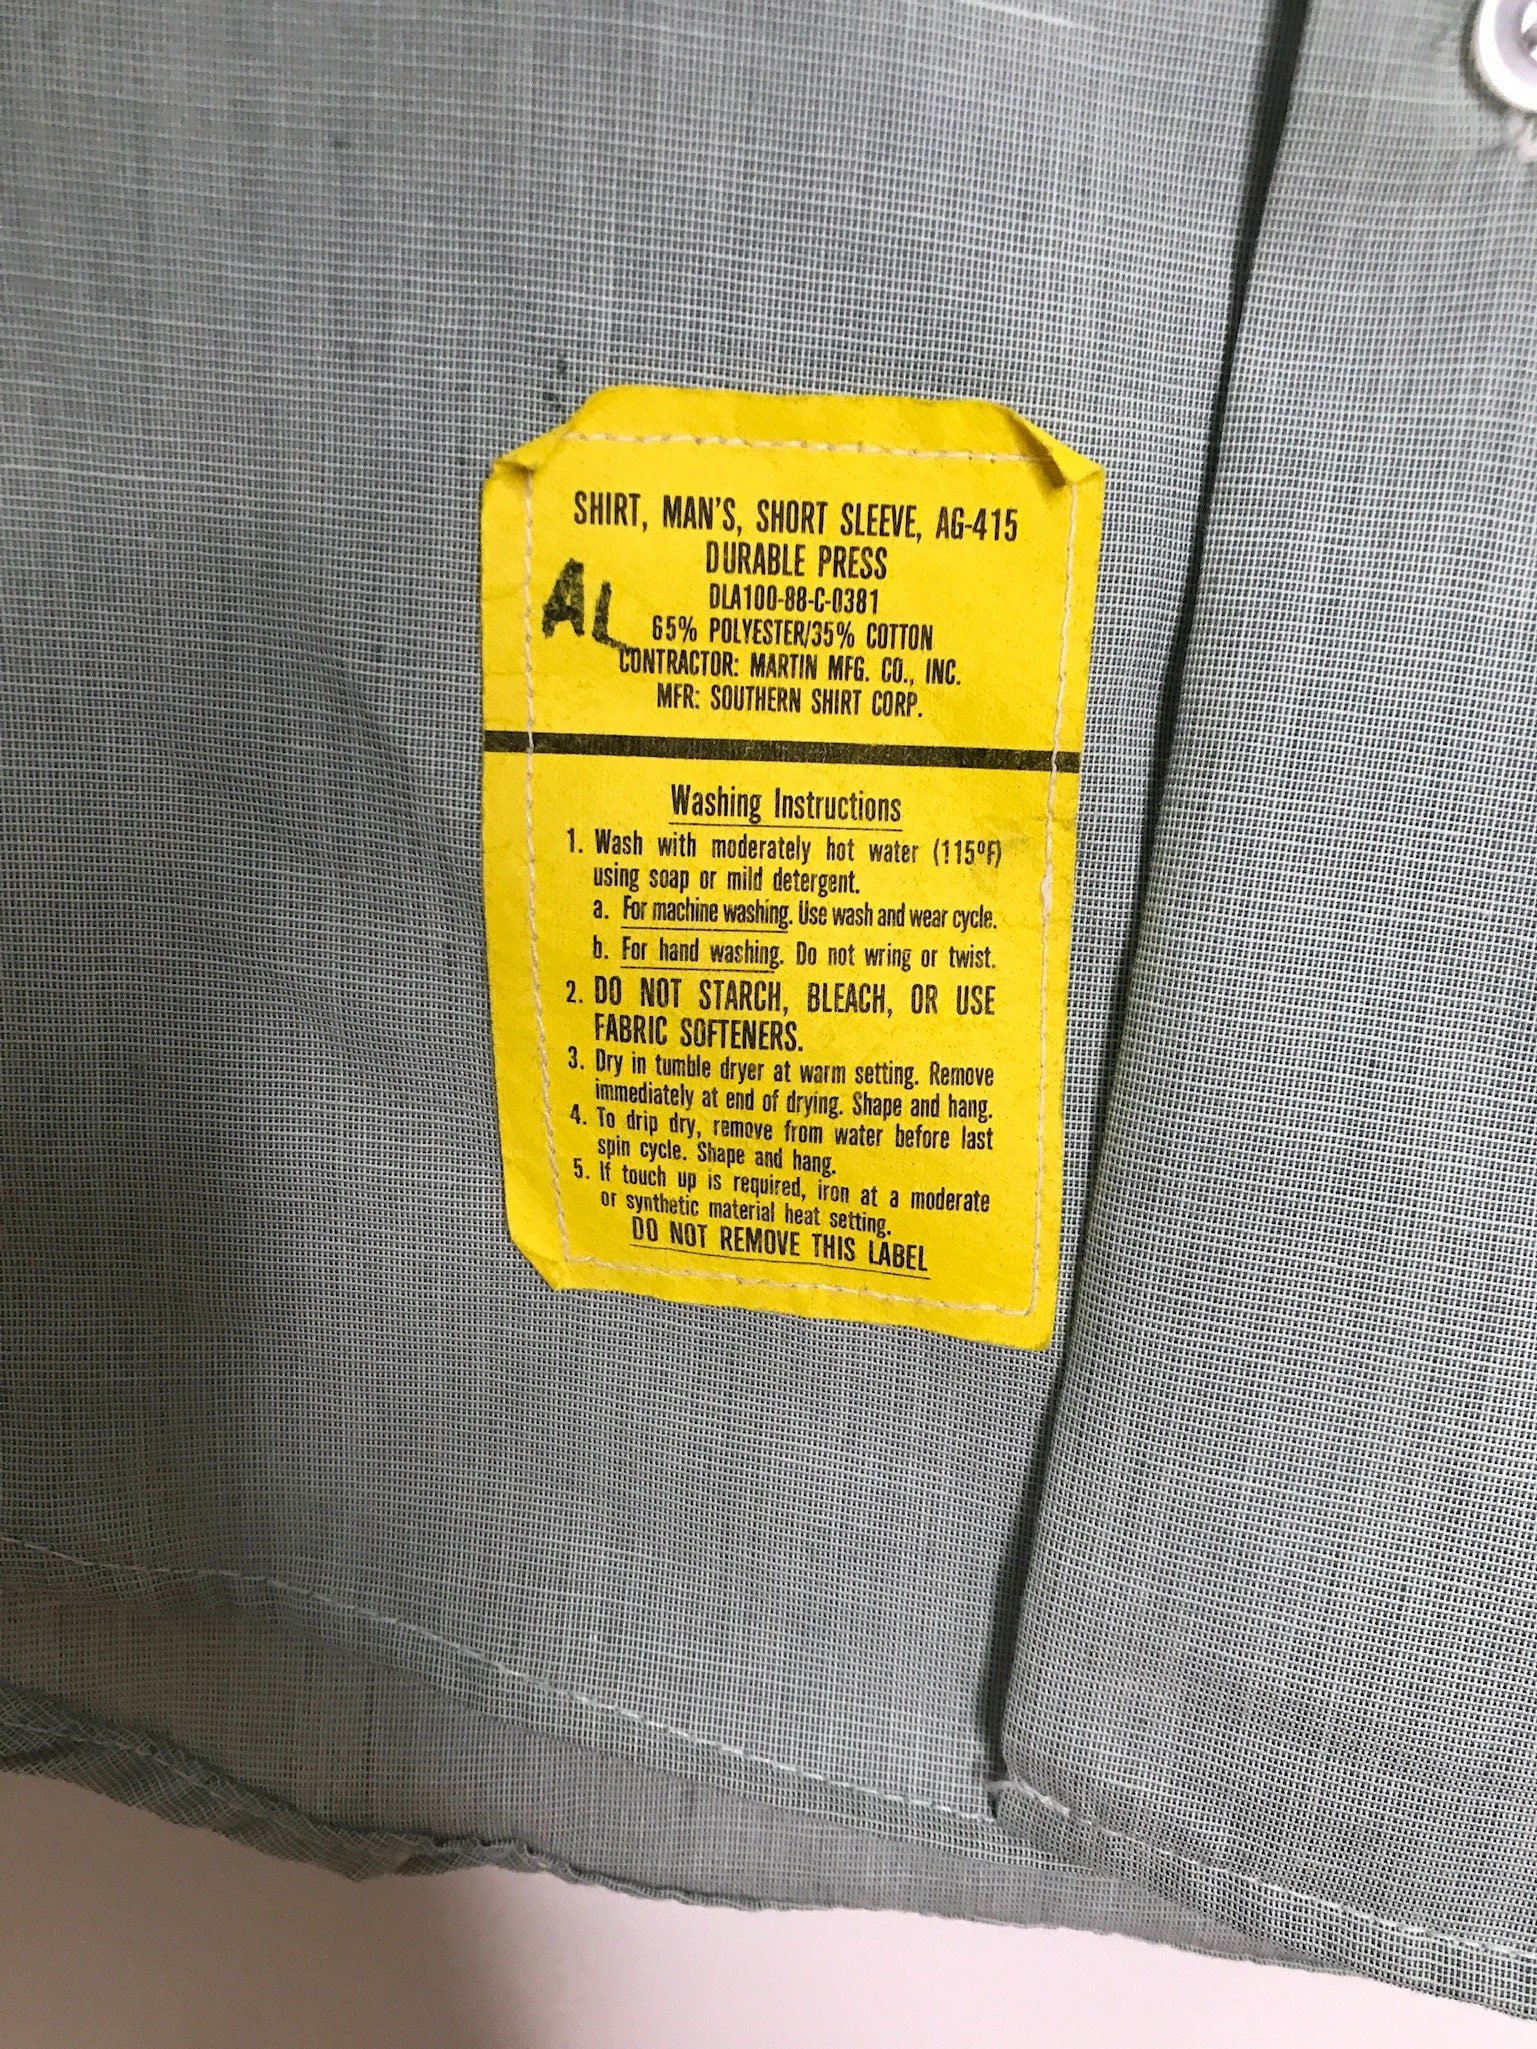 SHIRT, MAN'S, SHORT SLEEVE, AG-415
DURABLE PRESS
DLA100-88-C-0381
AL
65% POLYESTER/35% COTTON
CONTRACTOR: MARTIN MFG. CO., INC.
MFR: SOUTHERN SHIRT CORP.
Washing Instructions
1. Wash with moderately hot water (115ºF)
using soap or mild detergent.
a. For machine washing. Use wash and wear cycle.
b. For hand washing. Do not wring or twist.
2. DO NOT STARCH, BLEACH, OR USE
FABRIC SOFTENERS.
3. Dry in tumble dryer at warm setting. Remove
immediately at end of drying. Shape and hang.
4. To drip dry, remove from water before last
spin cycle. Shape and hang.
5. If touch up is required, iron at a moderate
or synthetic material heat setting.
DO NOT REMOVE THIS LABEL